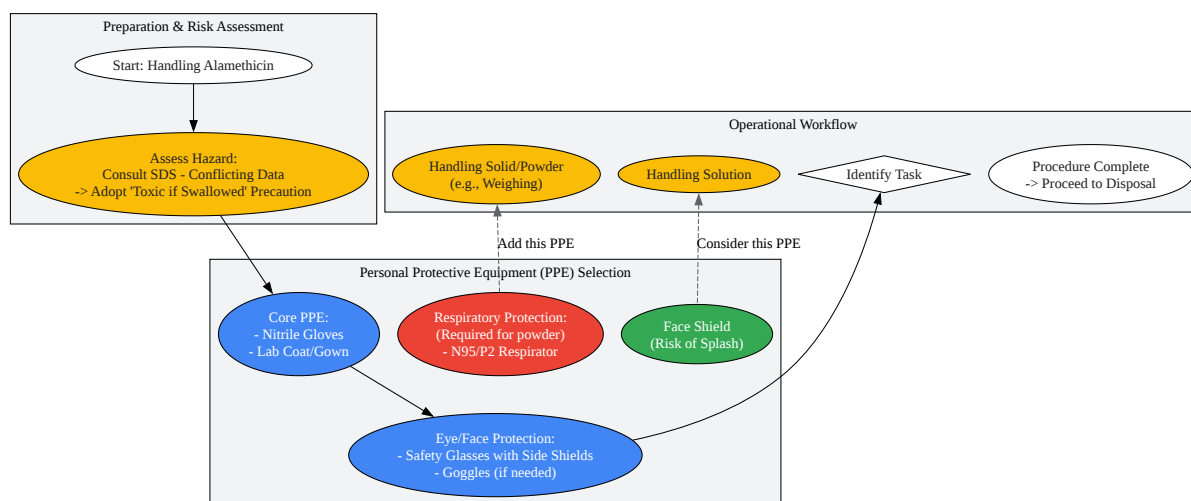 Preparation & Risk Assessment
Start: Handling Alamethicin
Assess Hazard:
Consult SDS - Conflicting Data
-> Adopt 'Toxic if Swallowed' Precaution
Operational Workflow
Handling Solid/Powder
(e.g., Weighing)
Handling Solution
Identify Task
Procedure Complete
-> Proceed to Disposal
Add this PPE
Consider this PPE
Personal Protective Equipment (PPE) Selection
Core PPE:
- Nitrile Gloves
- Lab Coat/Gown
Respiratory Protection:
(Required for powder)
- N95/P2 Respirator
Face Shield
(Risk of Splash)
Eye/Face Protection:
- Safety Glasses with Side Shields
- Goggles (if needed)